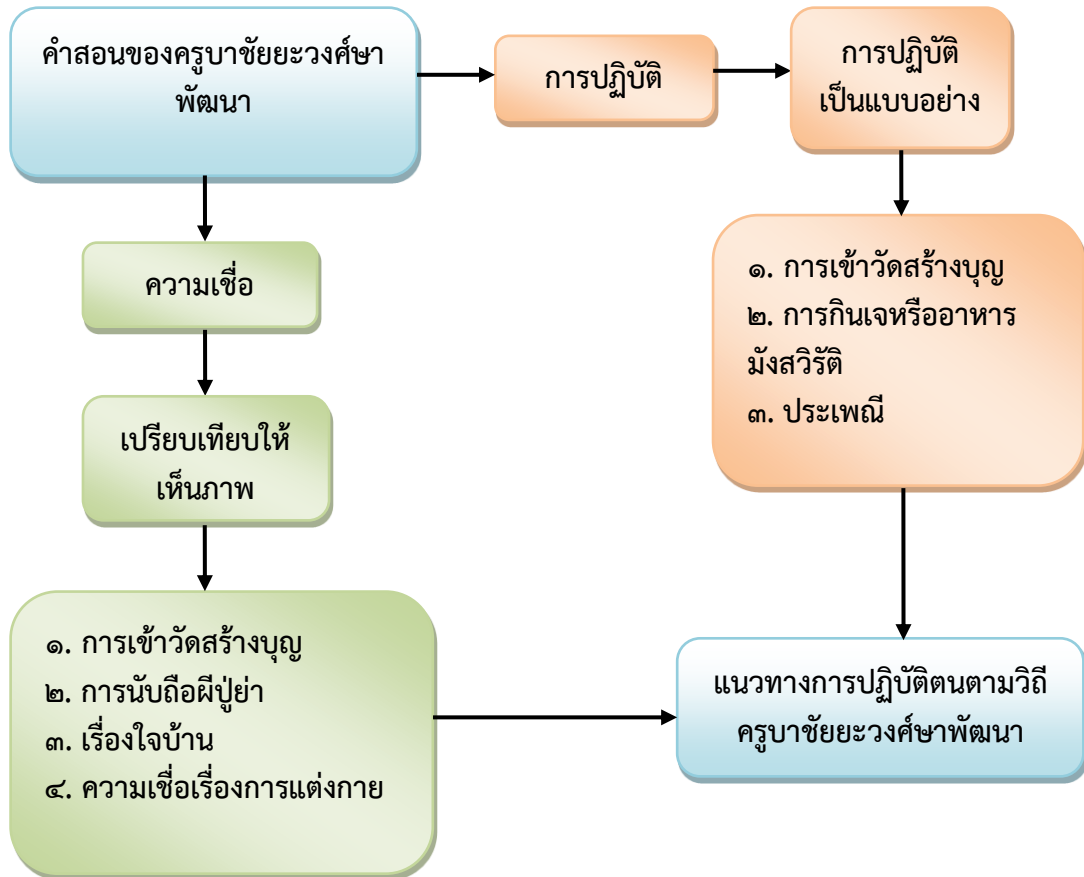 คำสอนของครูบาชัยยะวงศ์ษา
พัฒนา
การปฏิบัติ
การปฏิบัติ
เป็นแบบอย่าง
ความเชื่อ
๑. การเข้าวัดสร้างบุญ
๒. การกินเจหรืออาหาร
มังสวิรัติ
๓. ประเพณี
เปรียบเทียบให้
เห็นภาพ
๑. การเข้าวัดสร้างบุญ
๒. การนับถือผีปู่ย่า
๓. เรื่องใจบ้าน
๔. ความเชื่อเรื่องการแต่งกาย
แนวทางการปฏิบัติตนตามวิถี
ครูบาชัยยะวงศ์ษาพัฒนา